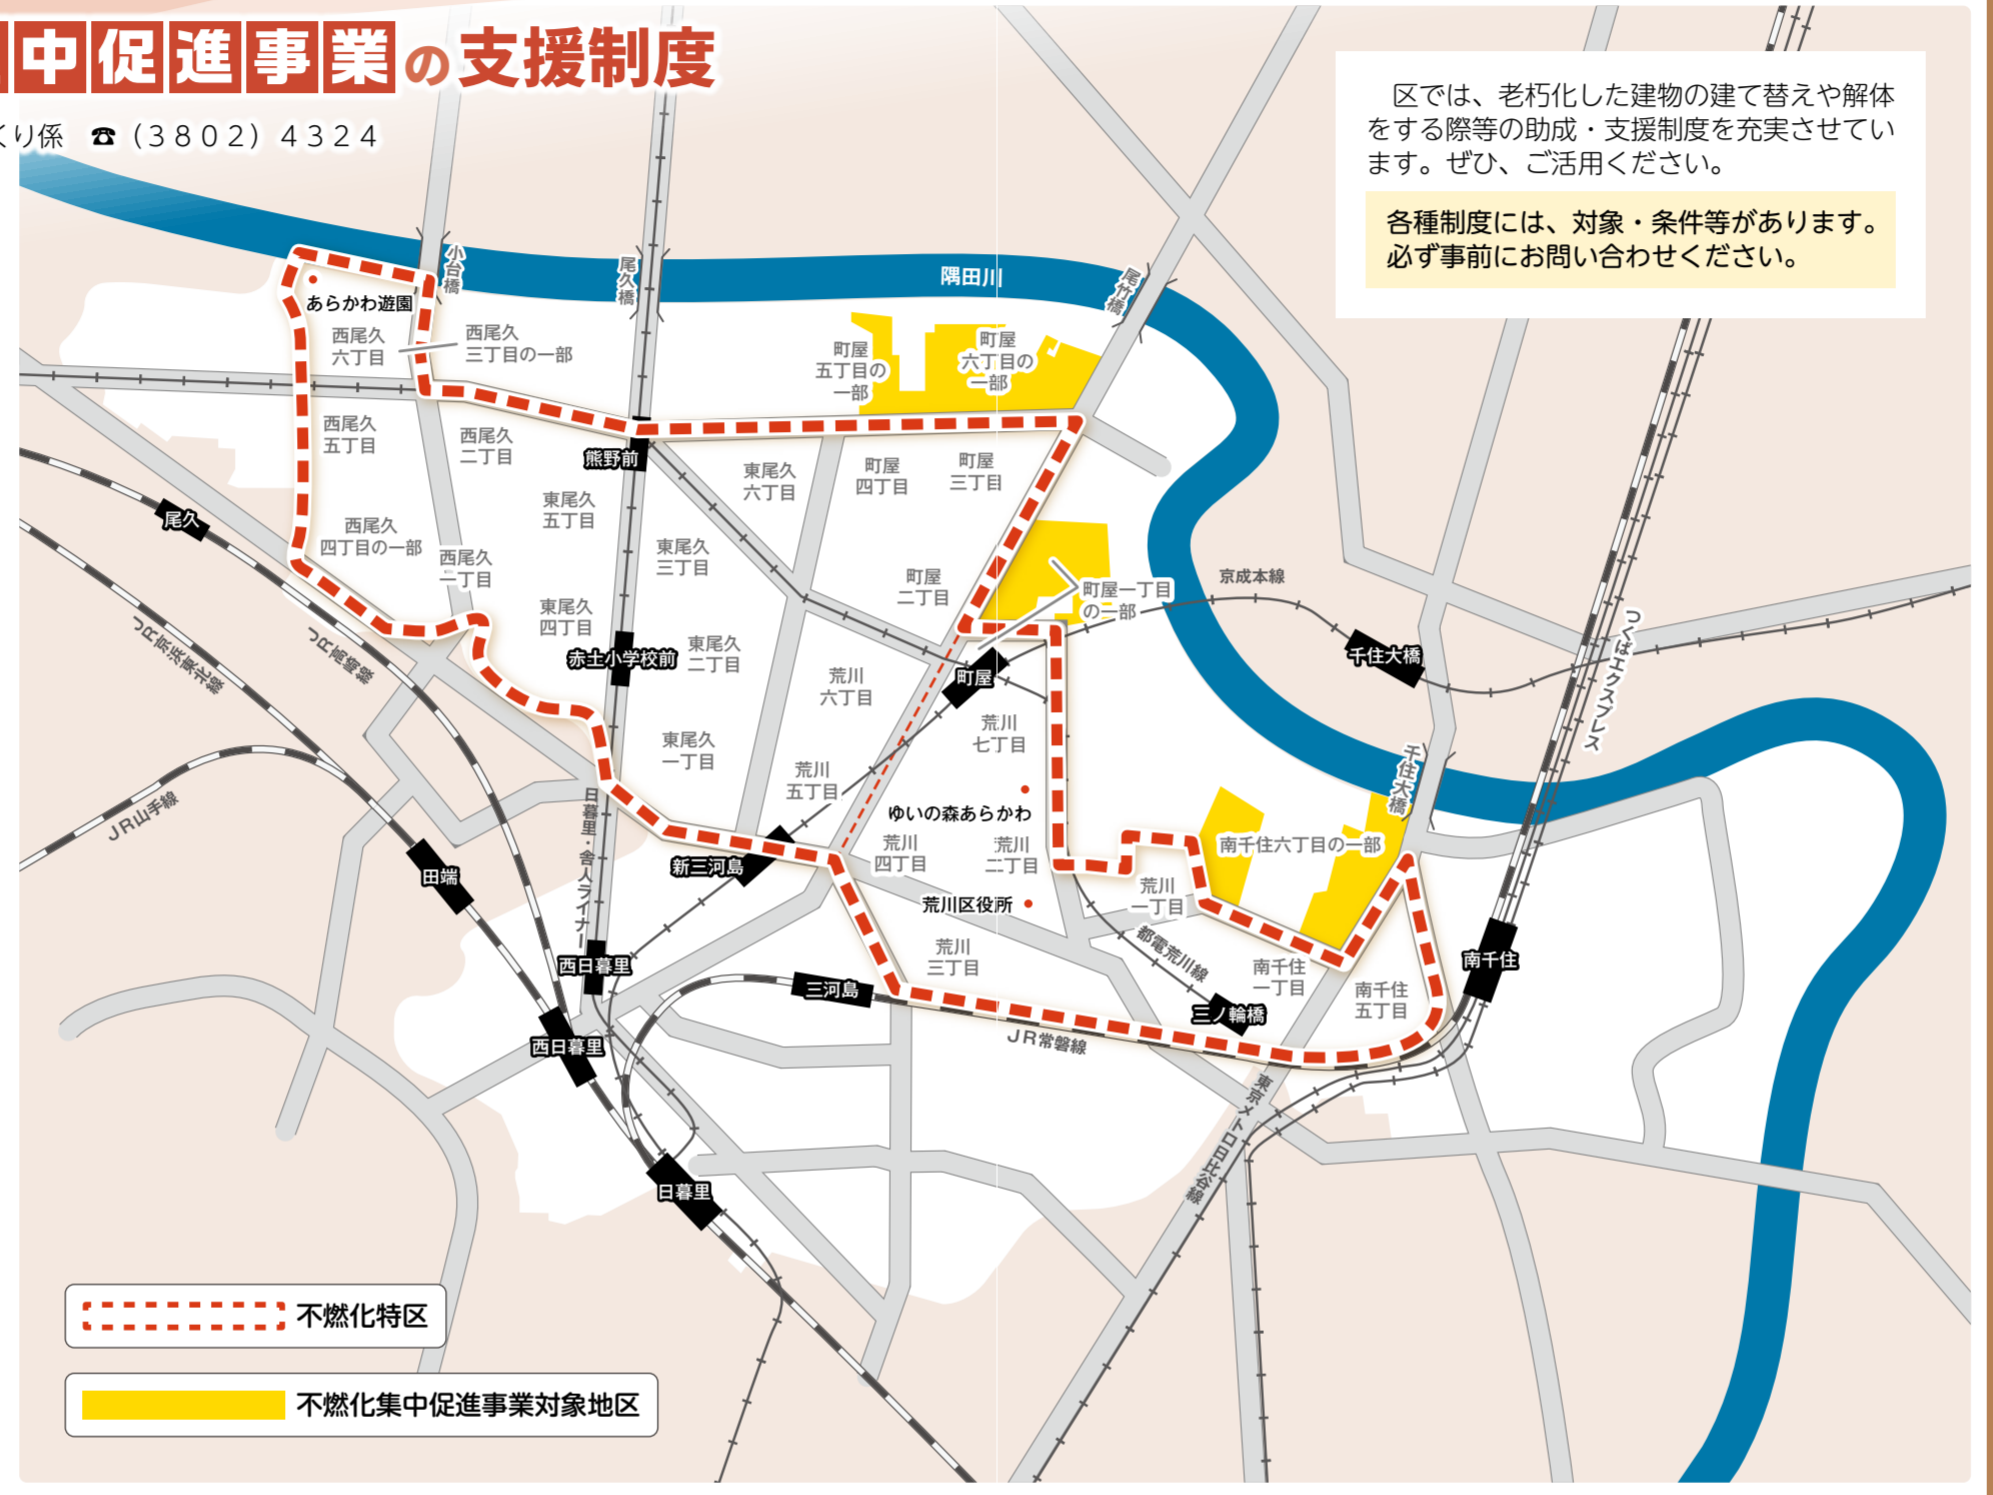 中促進事業の支援制度
くり係 ☎(3802)4324
区では、老朽化した建物の建て替えや解体
をする際等の助成・支援制度を充実させてい
ます。ぜひ、ご活用ください。
各種制度には、対象・条件等があります。
必ず事前にお問い合わせください。
小台橋
尾久橋
隅田川
尾竹橋
あらかわ遊園
西尾久
六丁目
西尾久
三丁目の一部
町屋
五丁目の
一部
町屋
六丁目の
一部
西尾久
五丁目
西尾久
二丁目
熊野前
東尾久
六丁目
町屋
四丁目
町屋
三丁目
尾久
東尾久
五丁目
西尾久
四丁目の一部
西尾久
一丁目
東尾久
三丁目
町屋
二丁目
町屋一丁目
の一部
京成本線
東尾久
四丁目
赤土小学校前
東尾久
二丁目
千住大橋
つくばエクスプレス
JR京浜東北線
JR高崎線
荒川
六丁目
町屋
荒川
七丁目
東尾久
一丁目
荒川
五丁目
千住大橋
JR山手線
日暮里・舎人ライナー
ゆいの森あらかわ
田端
新三河島
荒川
四丁目
荒川
二丁目
南千住六丁目の一部
荒川
一丁目
荒川区役所
都電荒川線
西日暮里
荒川
三丁目
南千住
一丁目
南千住
五丁目
南千住
三河島
三ノ輪橋
西日暮里
JR常磐線
東京メトロ日比谷線
日暮里
不燃化特区
不燃化集中促進事業対象地区